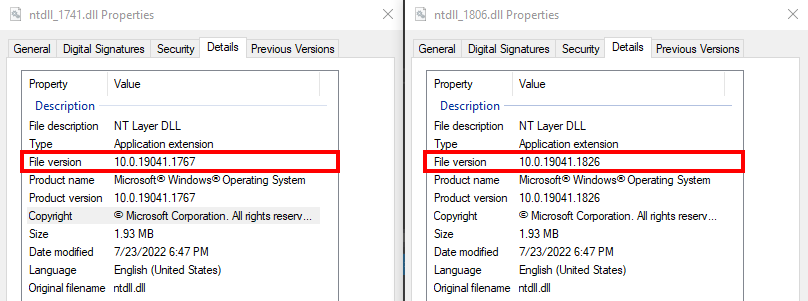 ntdll_1741.dll Properties
General Digital Signatures Security Details Previous Versions
Property Value
Description
File description NT Layer DLL
Type Application extension
File version 10.0.19041.1767
Product name Microsoft® Windows® Operating System
Product version 10.0.19041.1767
Copyright © Microsoft Corporation. All rights reserv...
Size 1.93 MB
Date modified 7/23/2022 6:47 PM
Language English (United States)
Original filename ntdll.dll
ntdll_1806.dll Properties
General Digital Signatures Security Details Previous Versions
Property Value
Description
File description NT Layer DLL
Type Application extension
File version 10.0.19041.1826
Product name Microsoft® Windows® Operating System
Product version 10.0.19041.1826
Copyright © Microsoft Corporation. All rights reserv...
Size 1.93 MB
Date modified 7/23/2022 6:47 PM
Language English (United States)
Original filename ntdll.dll